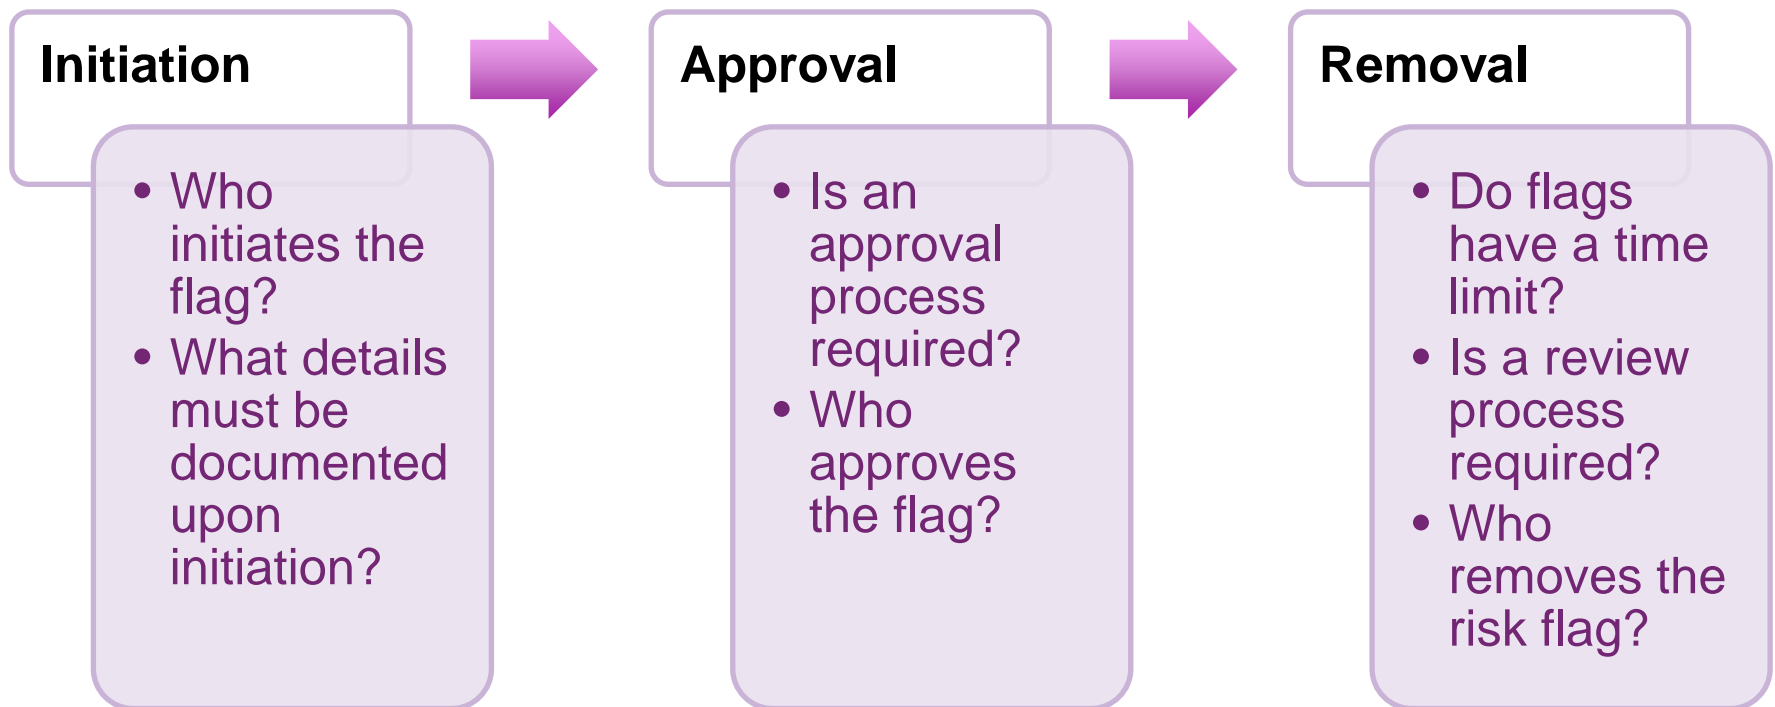 Initiation
• Who
initiates the
flag?
• What details
must be
documented
upon
initiation?
Approval
• Is an
approval
process
required?
• Who
approves
the flag?
Removal
• Do flags
have a time
limit?
• Is a review
process
required?
• Who
removes the
risk flag?